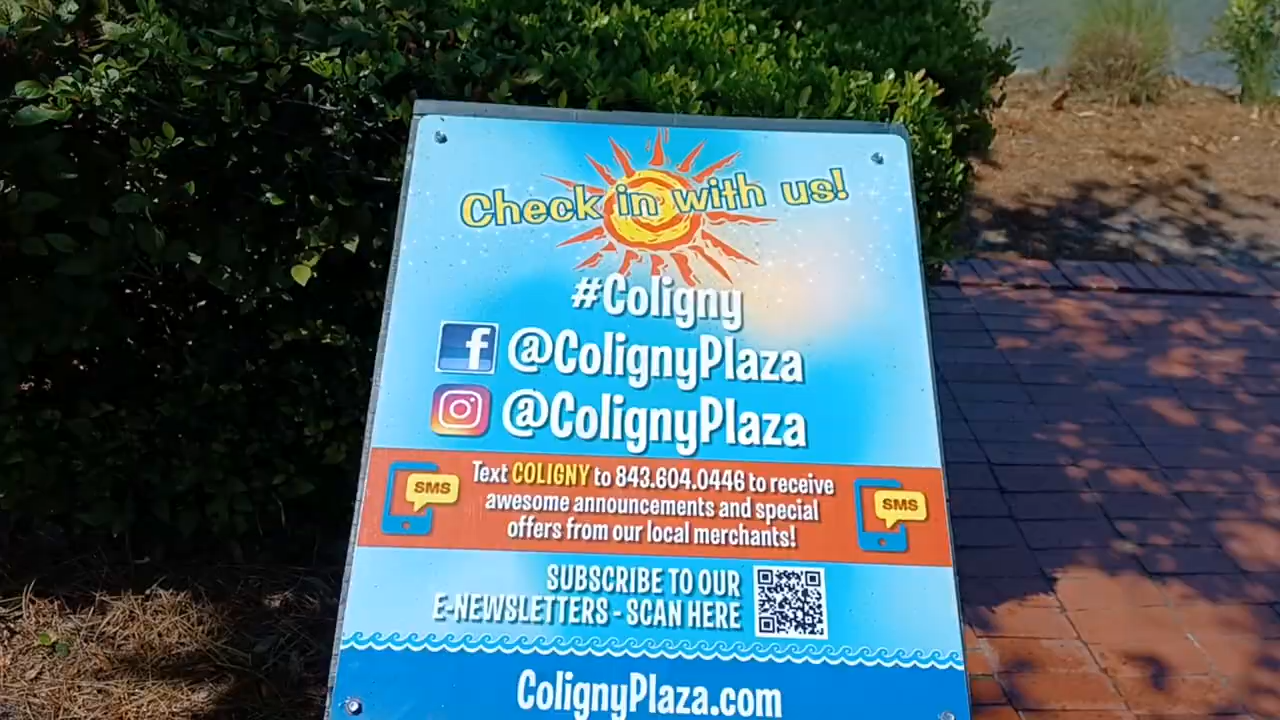 Check in with us!
#Coligny
f @ColignyPlaza
@ColignyPlaza
Text COLIGNY to 843.604.0446 to receive
awesome announcements and special
offers from our local merchants!
SMS
SMS
SUBSCRIBE TO OUR
E-NEWSLETTERS - SCAN HERE
ColignyPlaza.com